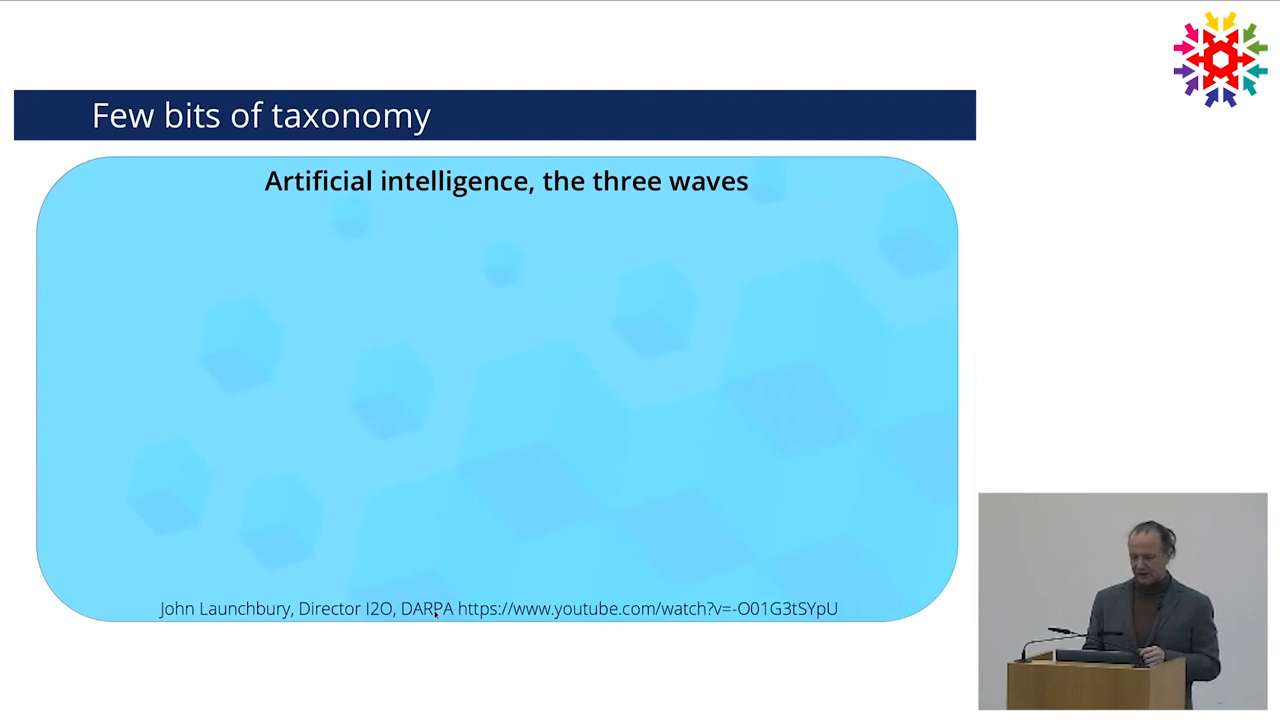 Few bits of taxonomy
Artificial intelligence, the three waves
John Launchbury, Director I2O, DARPA https://www.youtube.com/watch?v=-O01G3tSYpU